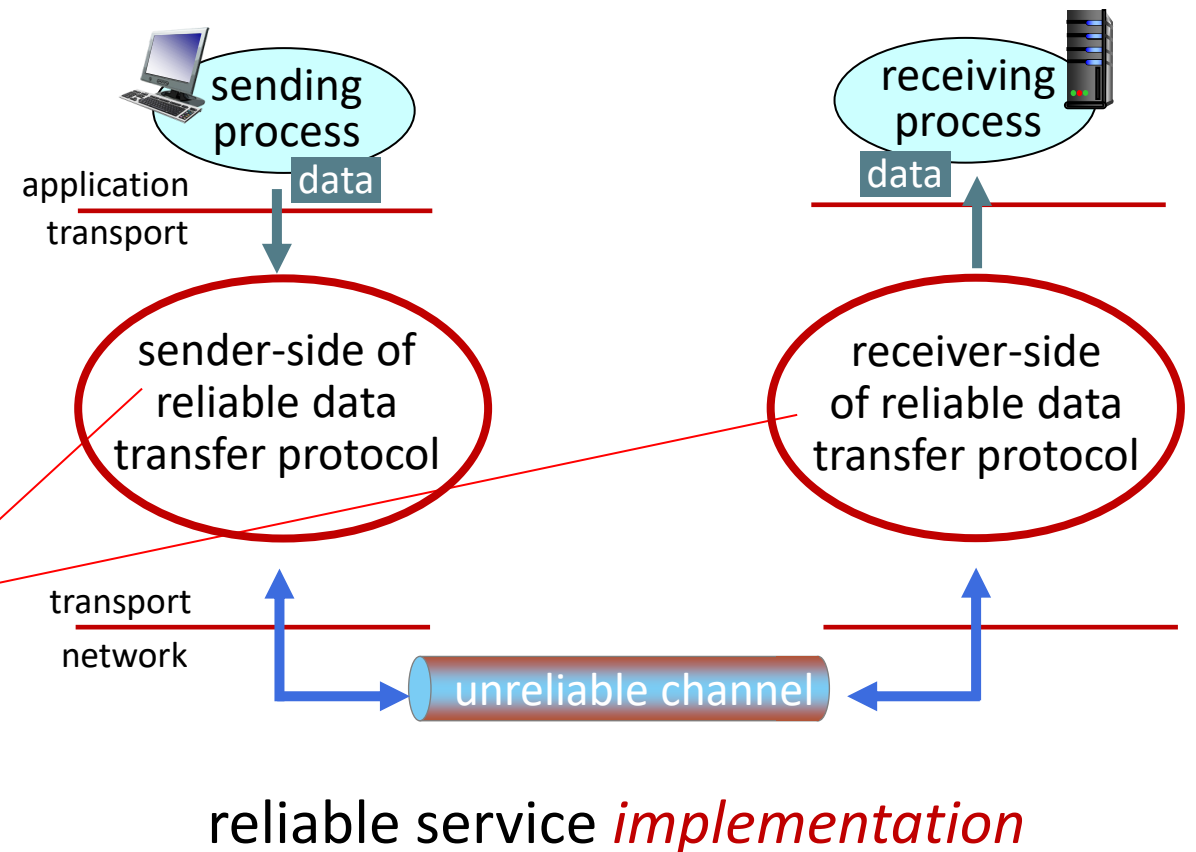 sending
process
data
application
transport
receiving
process
data
sender-side of
reliable data
transfer protocol
receiver-side
of reliable data
transfer protocol
transport
network
unreliable channel
reliable service implementation